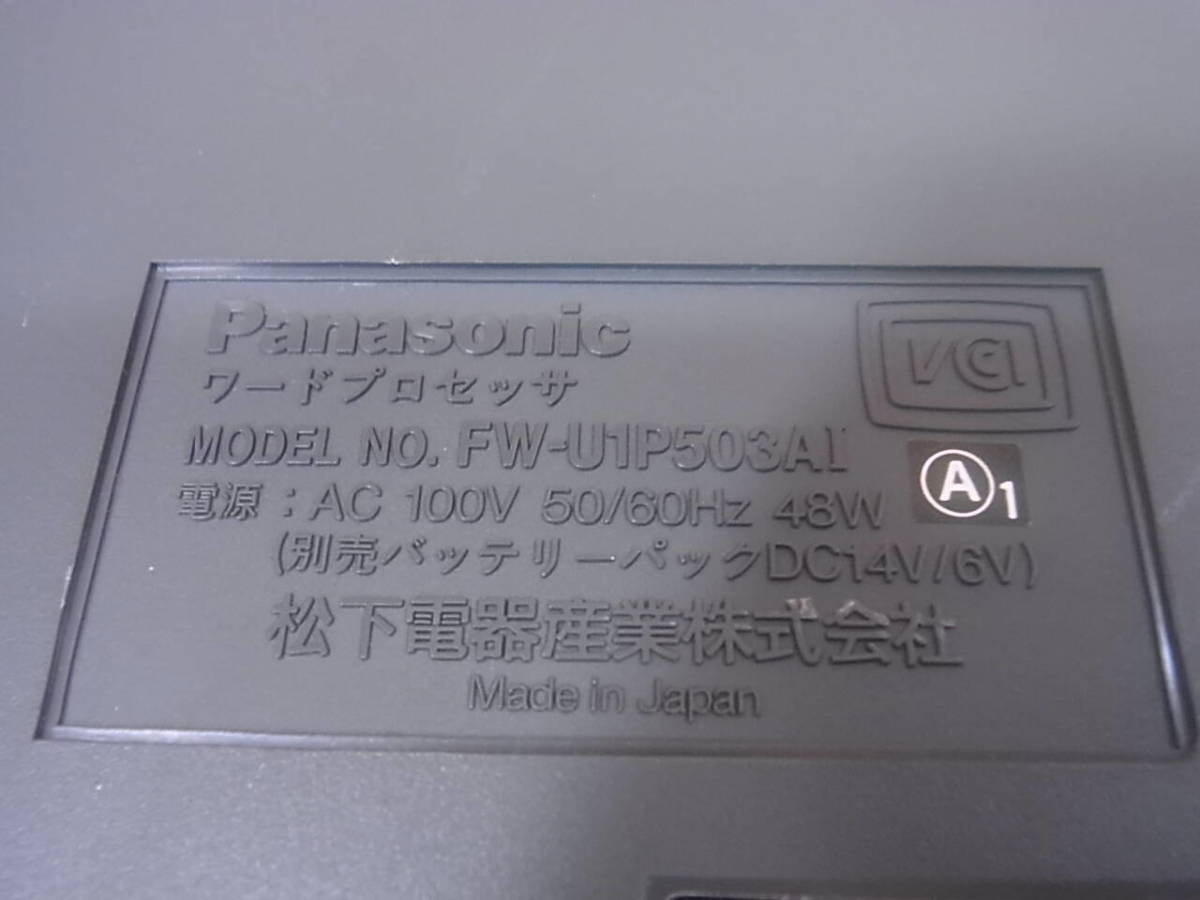 Panasonic
VCCI
ワードプロセッサ
MODEL NO. FW-U1P503AI
A1
電源：AC 100V 50/60Hz 48W
(別売バッテリーパックDC14V/6V)
松下電器産業株式会社
Made in Japan